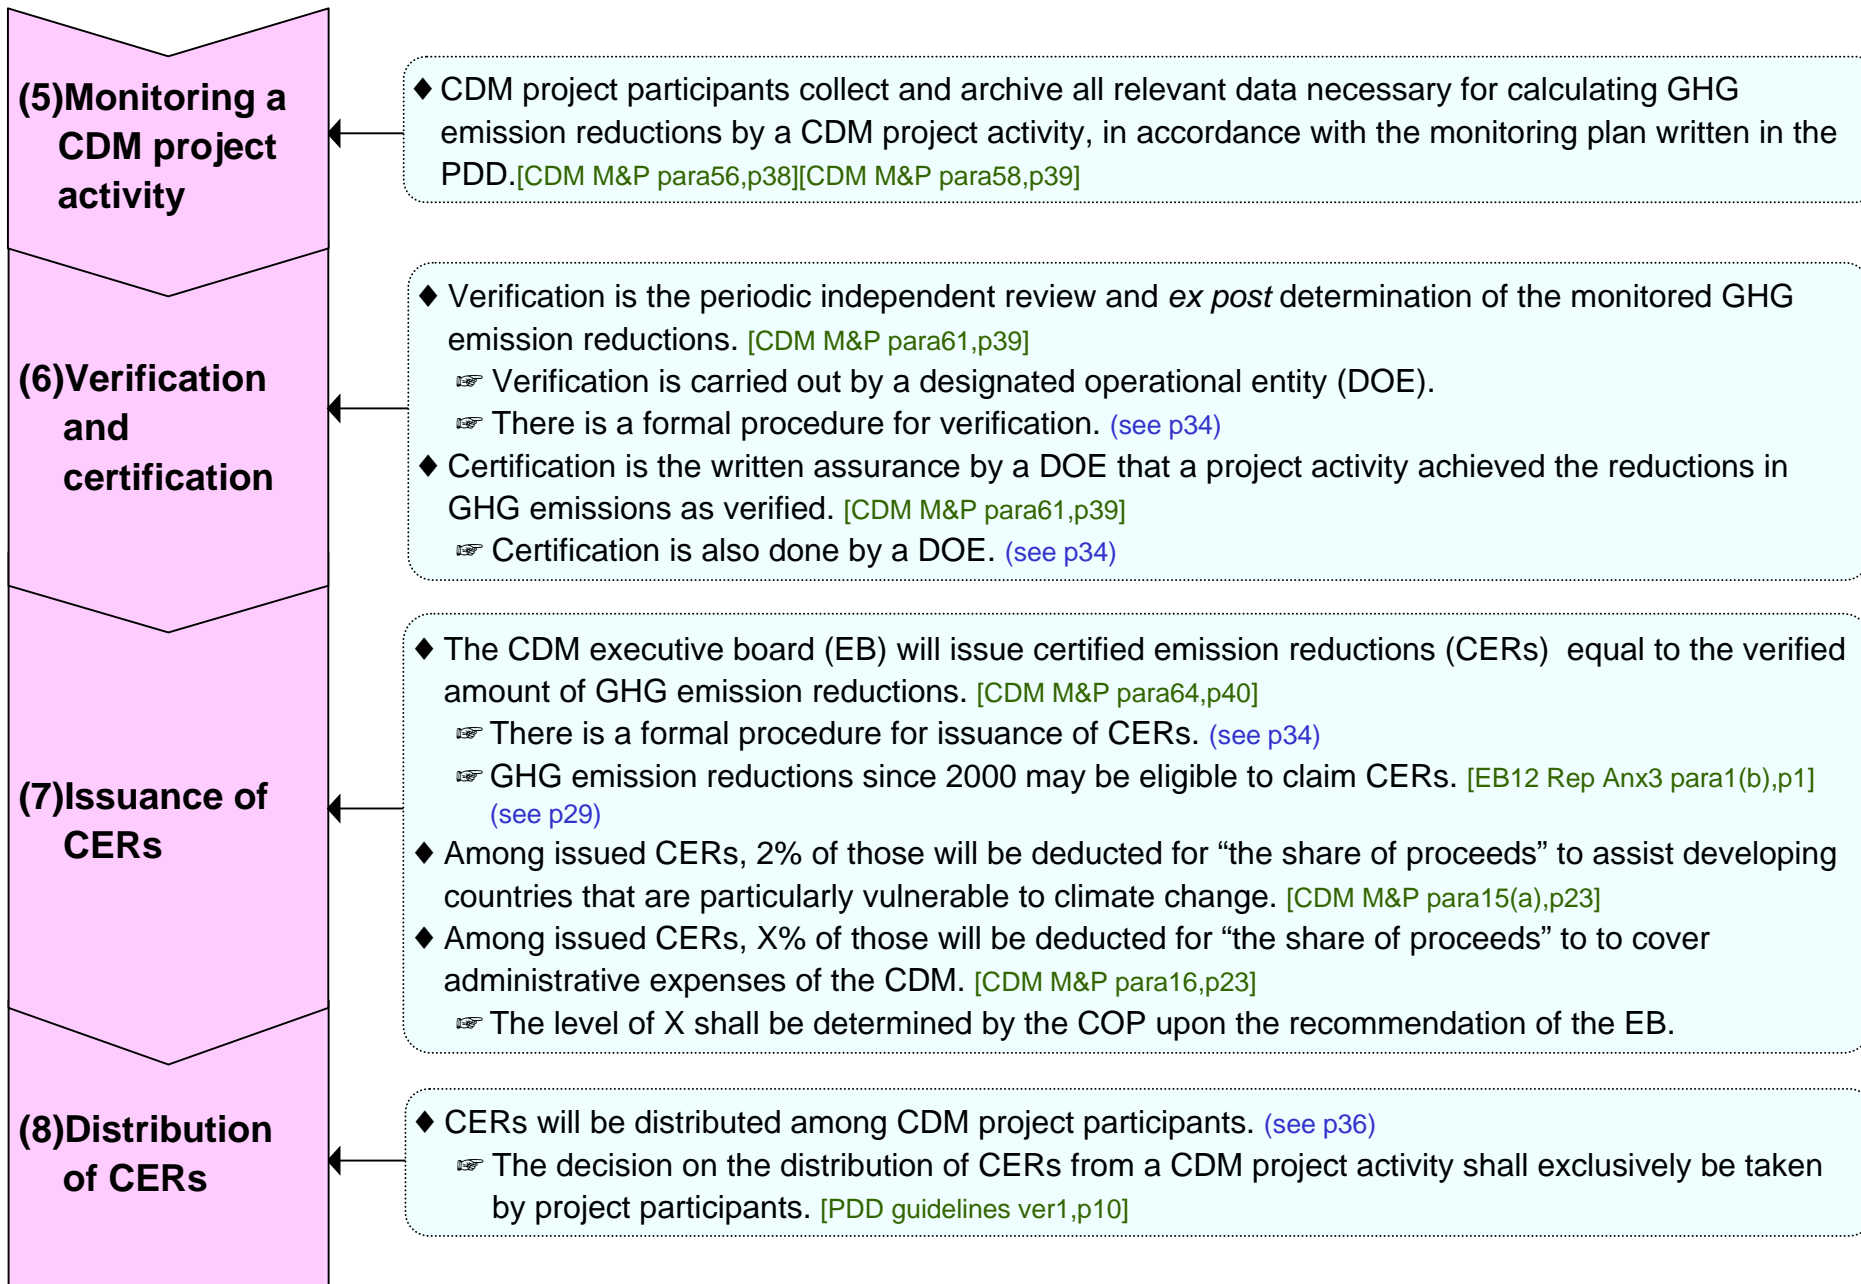 (5)Monitoring a
CDM project
activity
♦ CDM project participants collect and archive all relevant data necessary for calculating GHG
emission reductions by a CDM project activity, in accordance with the monitoring plan written in the
PDD.[CDM M&P para56,p38][CDM M&P para58,p39]
(6)Verification
and
certification
♦ Verification is the periodic independent review and ex post determination of the monitored GHG
emission reductions. [CDM M&P para61,p39]
☞ Verification is carried out by a designated operational entity (DOE).
☞ There is a formal procedure for verification. (see p34)
♦ Certification is the written assurance by a DOE that a project activity achieved the reductions in
GHG emissions as verified. [CDM M&P para61,p39]
☞ Certification is also done by a DOE. (see p34)
(7)Issuance of
CERs
♦ The CDM executive board (EB) will issue certified emission reductions (CERs) equal to the verified
amount of GHG emission reductions. [CDM M&P para64,p40]
☞ There is a formal procedure for issuance of CERs. (see p34)
☞ GHG emission reductions since 2000 may be eligible to claim CERs. [EB12 Rep Anx3 para1(b),p1]
(see p29)
♦ Among issued CERs, 2% of those will be deducted for “the share of proceeds” to assist developing
countries that are particularly vulnerable to climate change. [CDM M&P para15(a),p23]
♦ Among issued CERs, X% of those will be deducted for “the share of proceeds” to to cover
administrative expenses of the CDM. [CDM M&P para16,p23]
☞ The level of X shall be determined by the COP upon the recommendation of the EB.
(8)Distribution
of CERs
♦ CERs will be distributed among CDM project participants. (see p36)
☞ The decision on the distribution of CERs from a CDM project activity shall exclusively be taken
by project participants. [PDD guidelines ver1,p10]